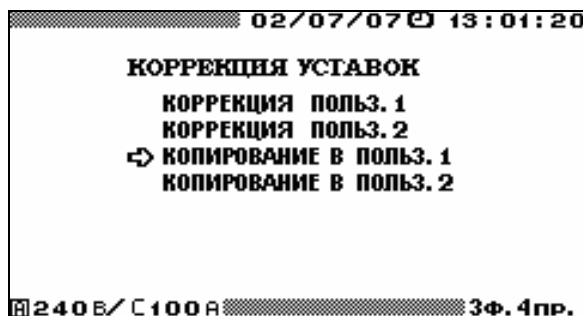 02/07/07 13:01:20
КОРРЕКЦИЯ УСТАВОК
КОРРЕКЦИЯ ПОЛЬЗ.1
КОРРЕКЦИЯ ПОЛЬЗ.2
⇨ КОПИРОВАНИЕ В ПОЛЬЗ.1
КОПИРОВАНИЕ В ПОЛЬЗ.2
A 240В/ C100A 3Ф.4ПР.